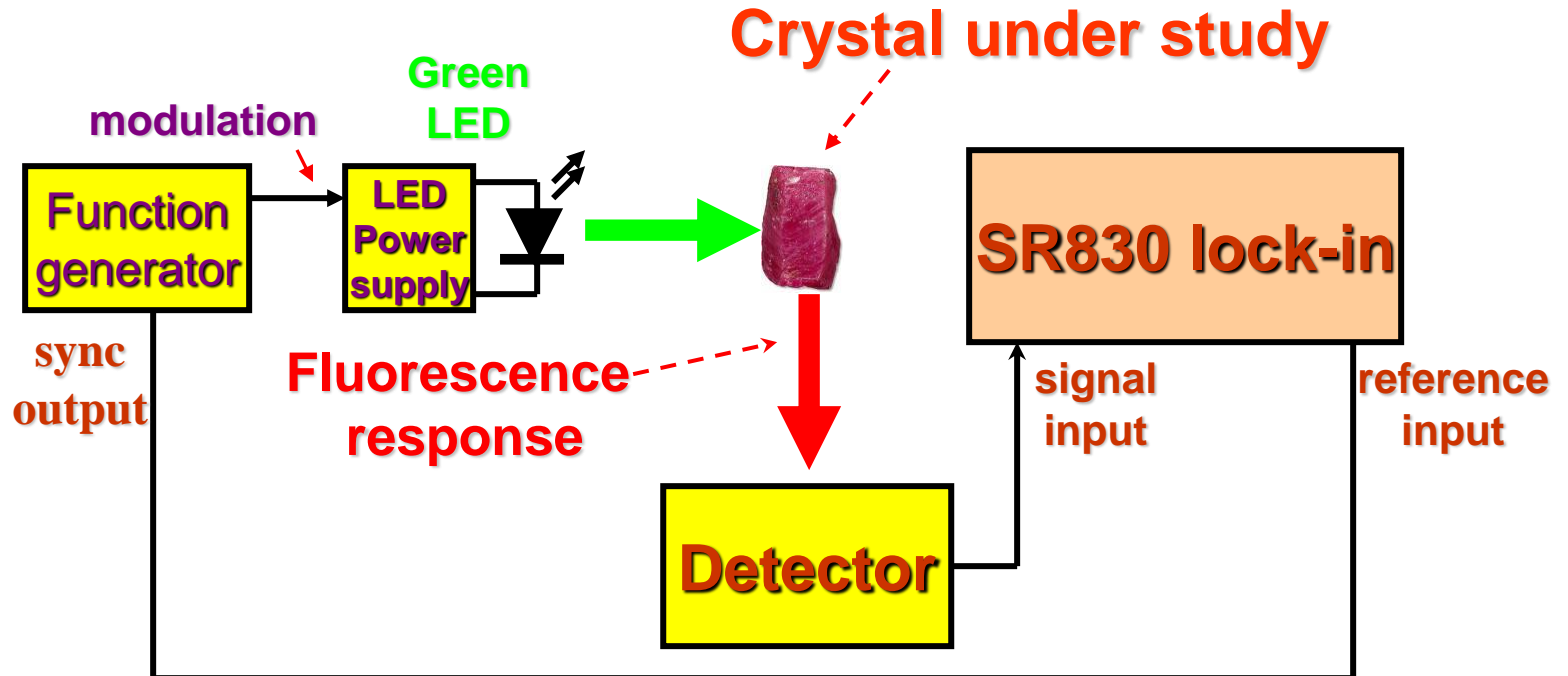 Crystal under study
Green
LED
modulation
Function
generator
LED
Power
supply
SR830 lock-in
sync
output
Fluorescence
response
signal
input
reference
input
Detector